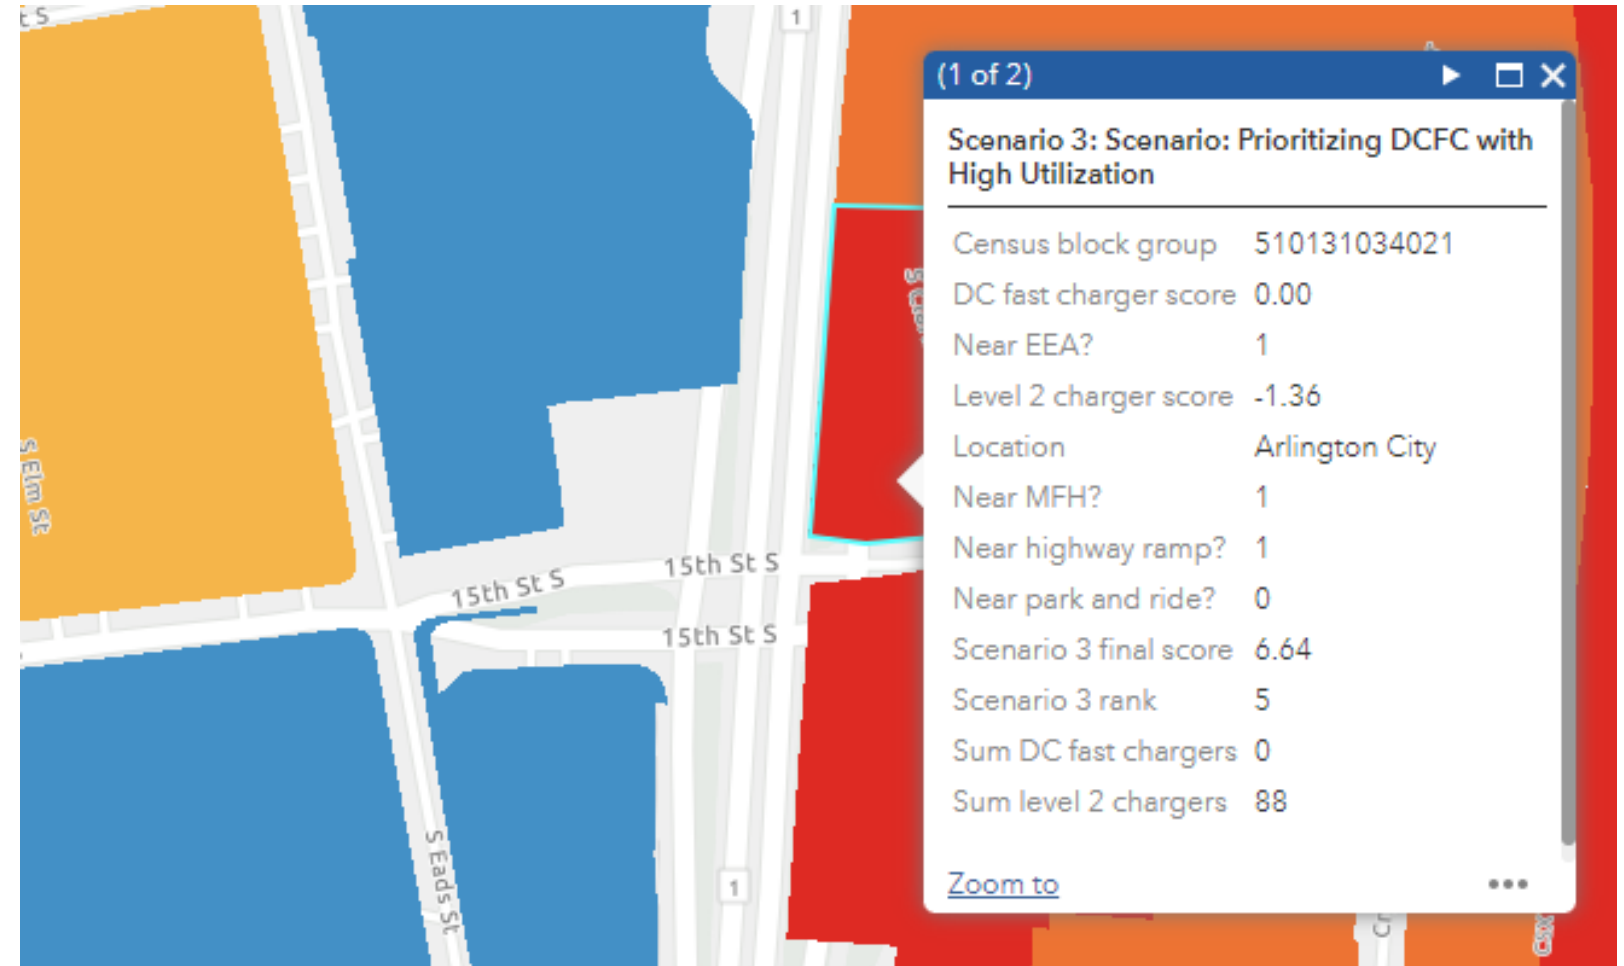 t S
1
(1 of 2)
Scenario 3: Scenario: Prioritizing DCFC with
High Utilization
Census block group 510131034021
DC fast charger score 0.00
Near EEA? 1
Level 2 charger score -1.36
Location Arlington City
Near MFH? 1
Near highway ramp? 1
Near park and ride? 0
Scenario 3 final score 6.64
Scenario 3 rank 5
Sum DC fast chargers 0
Sum level 2 chargers 88
Zoom to
S Elm St
15th St S
15th St S
15th St S
S Eads St
1
csx